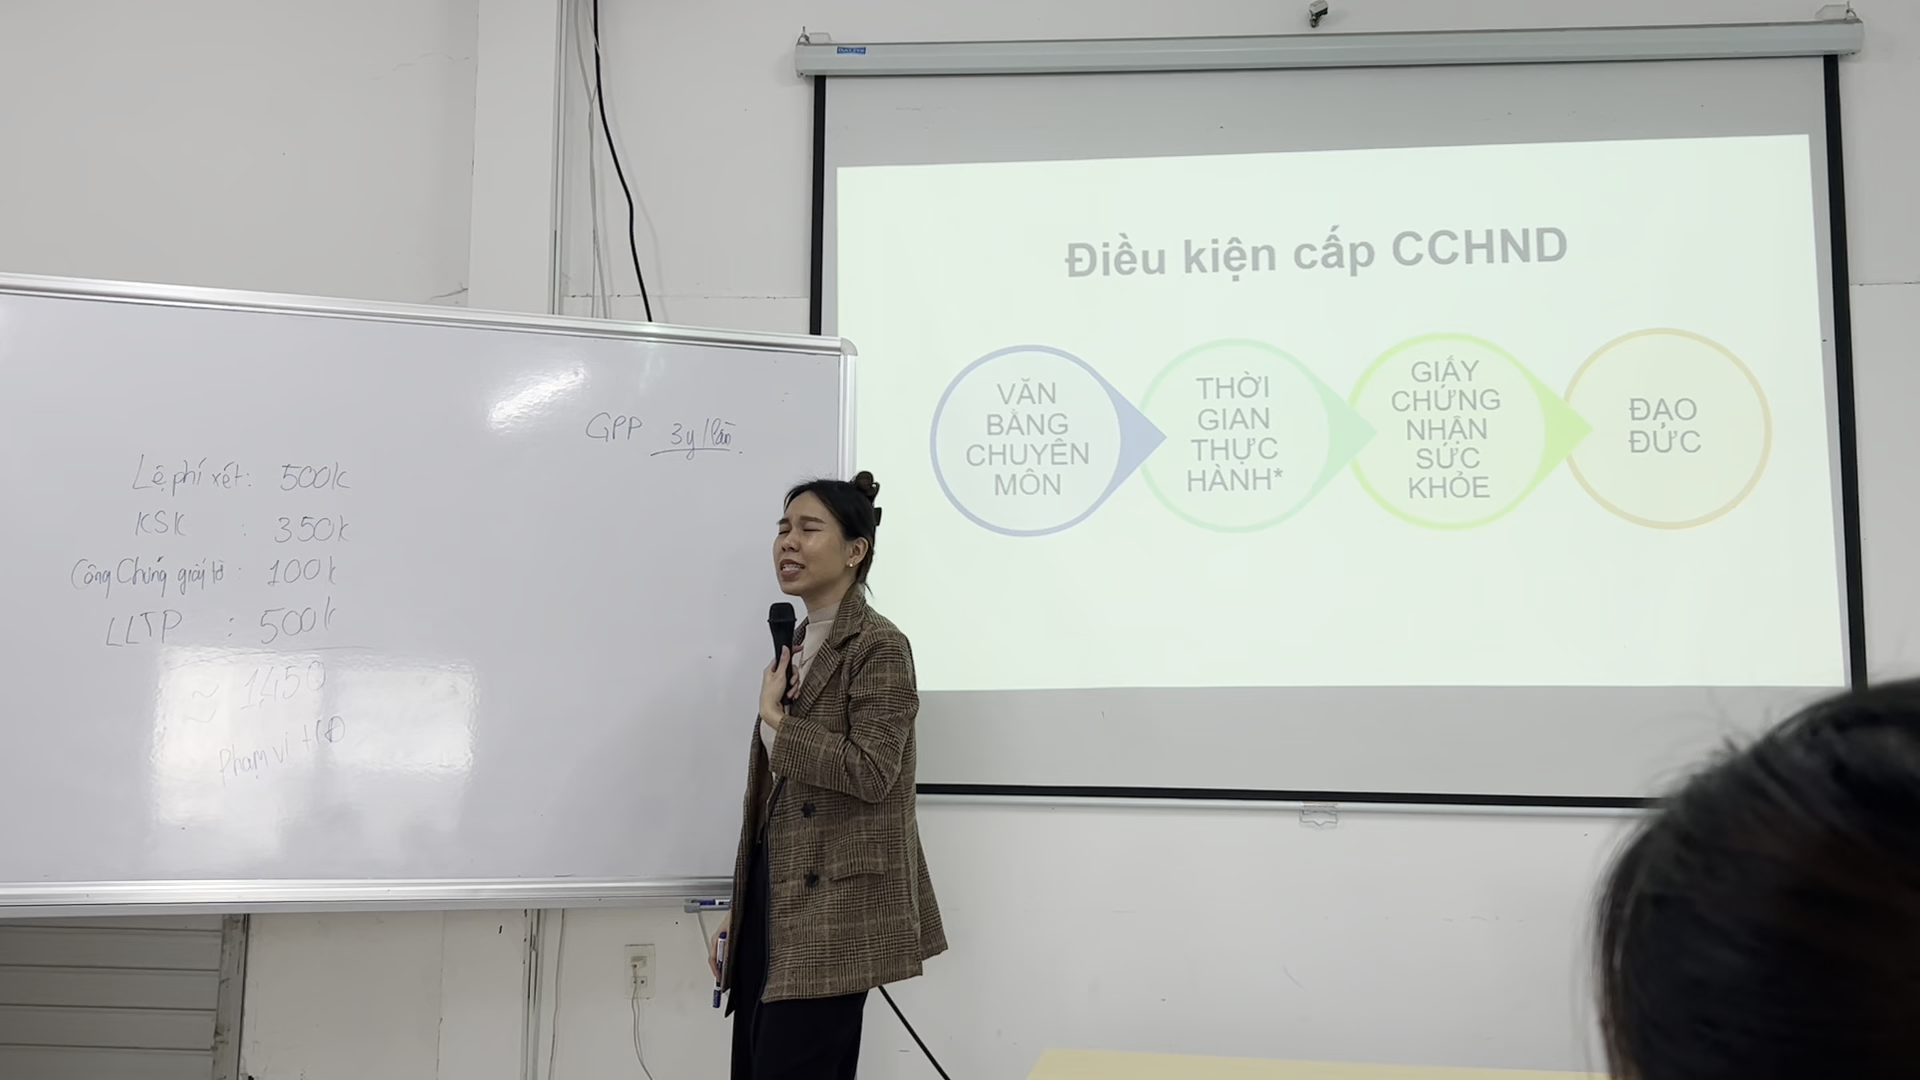 GPP 3y/lần
Lệ phí xét: 500k
KSK : 350k
Công Chứng giấy tờ : 100k
LLTP : 500k
≈ 1,450
Phạm vi HĐ
Điều kiện cấp CCHND
VĂN
BẰNG
CHUYÊN
MÔN
THỜI
GIAN
THỰC
HÀNH*
GIẤY
CHỨNG
NHẬN
SỨC
KHỎE
ĐẠO
ĐỨC